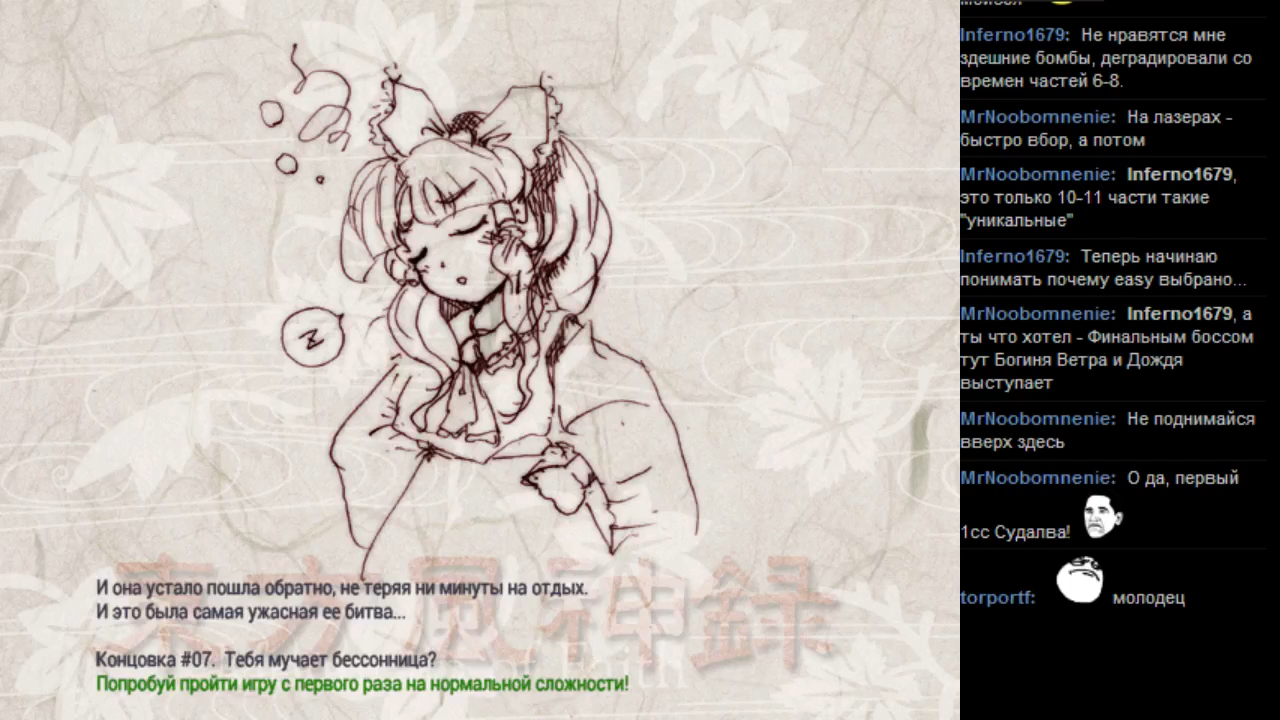 И она устало пошла обратно, не теряя ни минуты на отдых.
И это была самая ужасная ее битва...
Концовка #07. Тебя мучает бессонница?
Попробуй пройти игру с первого раза на нормальной сложности!
東方風神録
Z
Inferno1679: Не нравятся мне
здешние бомбы, деградировали со
времен частей 6-8.
MrNoobomnenie: На лазерах -
быстро вбор, а потом
MrNoobomnenie: Inferno1679,
это только 10-11 части такие
"уникальные"
Inferno1679: Теперь начинаю
понимать почему easy выбрано...
MrNoobomnenie: Inferno1679, а
ты что хотел - Финальным боссом
тут Богиня Ветра и Дождя
выступает
MrNoobomnenie: Не поднимайся
вверх здесь
MrNoobomnenie: О да, первый
1сс Судалва!
torportf: молодец